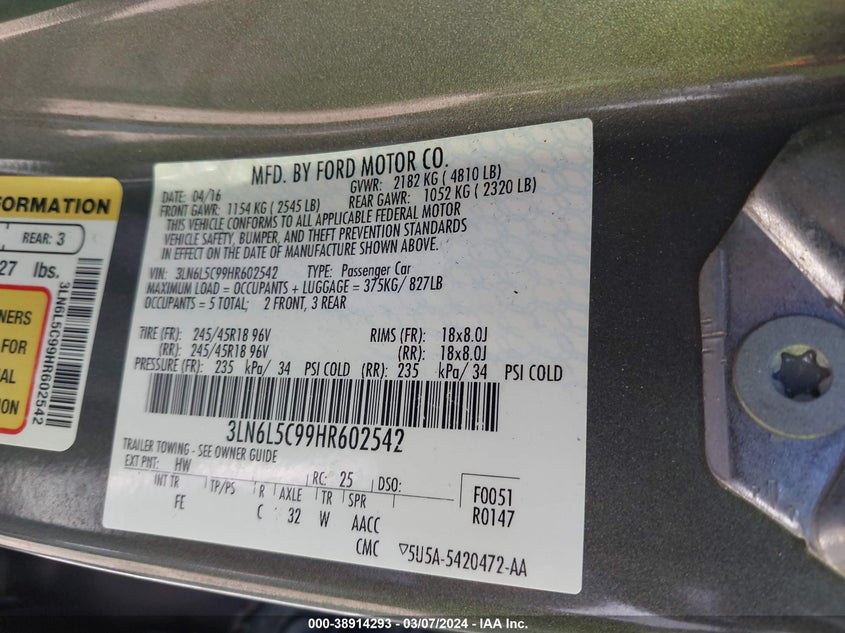 FORMATION
REAR: 3
27 lbs.
NERS
FOR
AL
ION
3LN6L5C99HR602542
MFD. BY FORD MOTOR CO.
DATE: 04/16 GVWR: 2182 KG ( 4810 LB)
FRONT GAWR: 1154 KG ( 2545 LB) REAR GAWR: 1052 KG ( 2320 LB)
THIS VEHICLE CONFORMS TO ALL APPLICABLE FEDERAL MOTOR
VEHICLE SAFETY, BUMPER, AND THEFT PREVENTION STANDARDS
IN EFFECT ON THE DATE OF MANUFACTURE SHOWN ABOVE.
VIN: 3LN6L5C99HR602542 TYPE: Passenger Car
MAXIMUM LOAD = OCCUPANTS + LUGGAGE = 375KG/ 827LB
OCCUPANTS = 5 TOTAL; 2 FRONT, 3 REAR
TIRE (FR): 245/45R18 96V RIMS (FR): 18x8.0J
(RR): 245/45R18 96V (RR): 18x8.0J
PRESSURE (FR): 235 kPa/ 34 PSI COLD (RR): 235 kPa/34 PSI COLD
3LN6L5C99HR602542
TRAILER TOWING - SEE OWNER GUIDE
EXT PNT: HW RC: 25 DSO:
INT TR TP/PS R AXLE TR SPR
FE C 32 W AACC
CMC
F0051
R0147
▽5U5A-5420472-AA
000-38914293 - 03/07/2024 - © IAA, Inc.